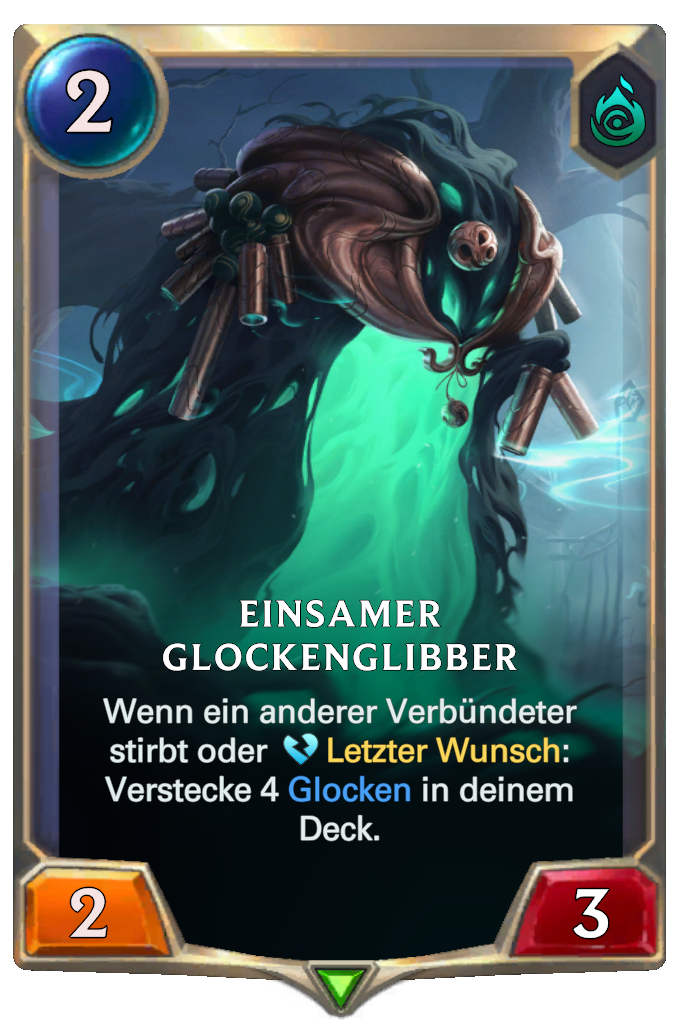 2
EINSAMER
GLOCKENGLIBBER
Wenn ein anderer Verbündeter
stirbt oder Letzter Wunsch:
Verstecke 4 Glocken in deinem
Deck.
2
3